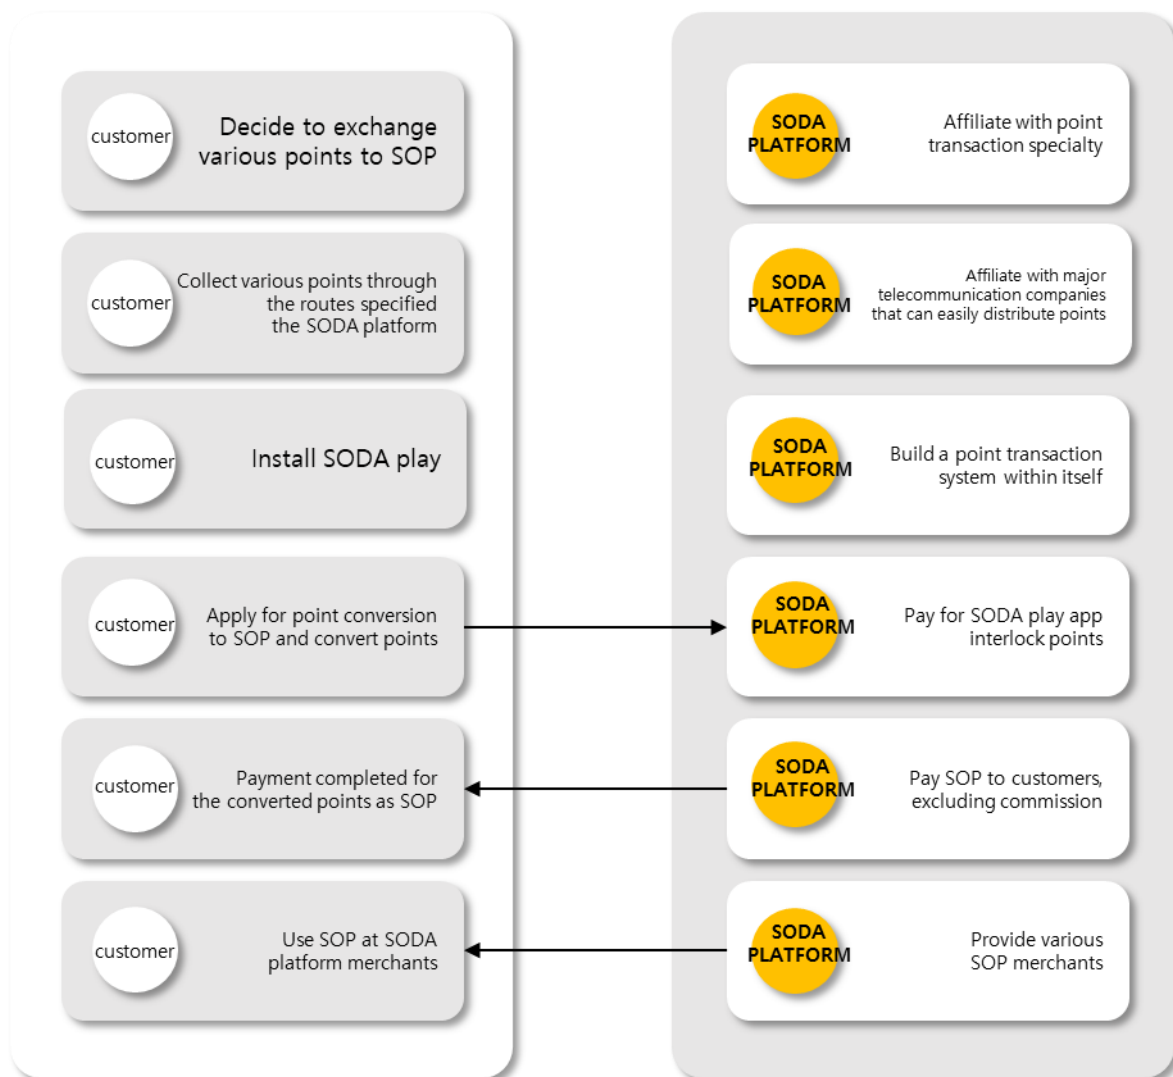 customer
Decide to exchange
various points to SOP
customer
Collect various points through
the routes specified
the SODA platform
customer
Install SODA play
customer
Apply for point conversion
to SOP and convert points
customer
Payment completed for
the converted points as SOP
customer
Use SOP at SODA
platform merchants
SODA
PLATFORM
Affiliate with point
transaction specialty
SODA
PLATFORM
Affiliate with major
telecommunication companies
that can easily distribute points
SODA
PLATFORM
Build a point transaction
system within itself
SODA
PLATFORM
Pay for SODA play app
interlock points
SODA
PLATFORM
Pay SOP to customers,
excluding commission
SODA
PLATFORM
Provide various
SOP merchants